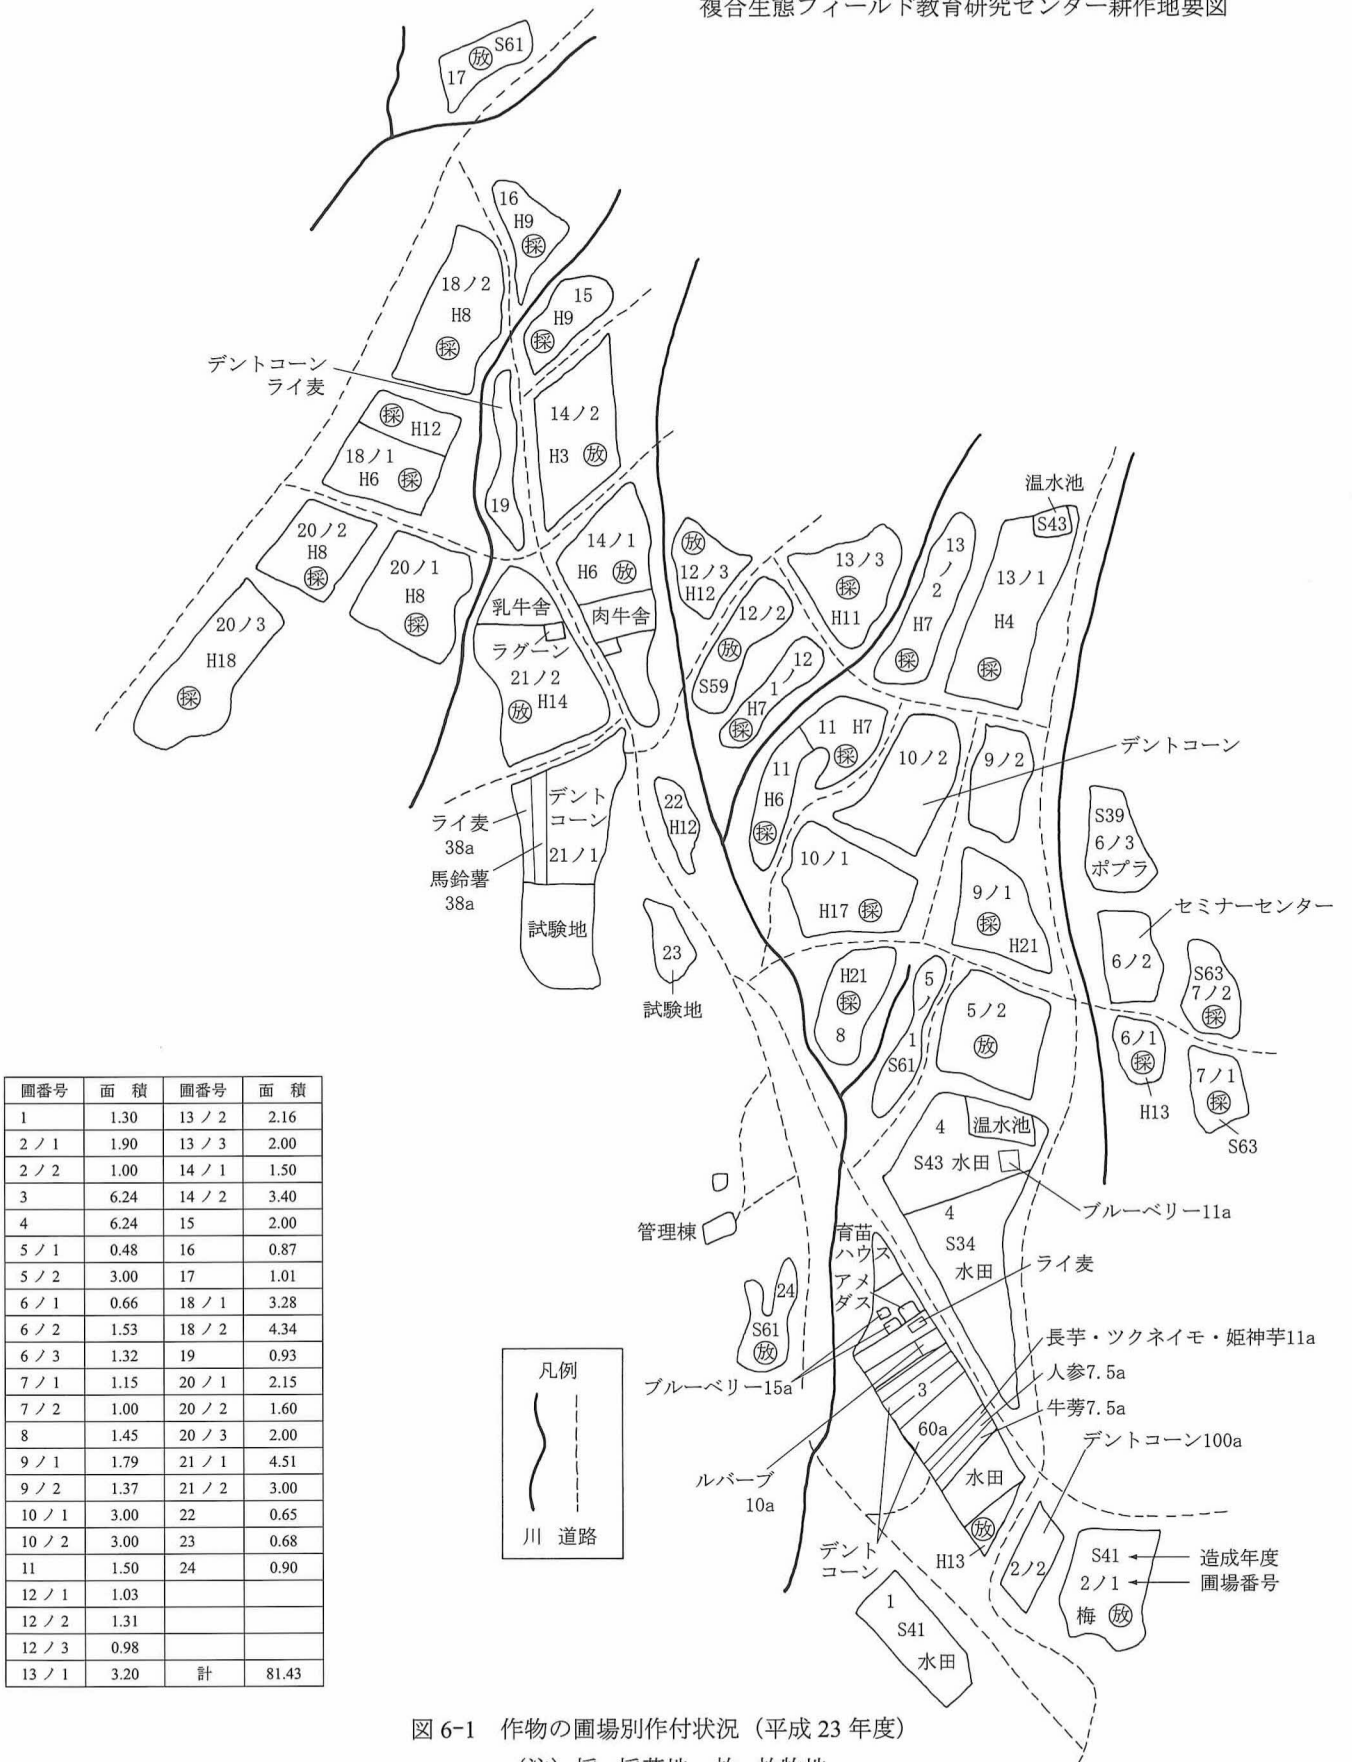 複合生態フィールド教育研究センター耕作地要図
17
放
S61
16
H9
採
18ノ2
H8
採
15
H9
採
デントコーン
ライ麦
14ノ2
H3
放
採
H12
18ノ1
H6
採
19
温水池
S43
20ノ2
H8
採
20ノ1
H8
採
14ノ1
H6
放
放
12ノ3
H12
13ノ3
採
H11
13
ノ
2
H7
採
13ノ1
H4
採
乳牛舎
肉牛舎
ラグーン
21ノ2
H14
放
12ノ2
放
S59
12
ノ
1
H7
採
20ノ3
H18
採
11 H7
採
11
H6
採
10ノ2
9ノ2
デントコーン
デント
コーン
21ノ1
ライ麦
38a
馬鈴薯
38a
試験地
22
H12
S39
6ノ3
ポプラ
10ノ1
H17
採
9ノ1
採
H21
セミナーセンター
6ノ2
23
試験地
H21
採
8
5
ノ
1
S61
5ノ2
放
S63
7ノ2
採
6ノ1
採
H13
7ノ1
採
S63
4
温水池
S43 水田
ブルーベリー11a
4
S34
水田
管理棟
育苗
ハウス
アメ
ダス
ライ麦
24
S61
放
ブルーベリー15a
長芋・ツクネイモ・姫神芋11a
人参7.5a
牛蒡7.5a
デントコーン100a
3
60a
ルバーブ
10a
水田
デント
コーン
放
H13
2ノ2
S41
造成年度
2ノ1
圃場番号
梅
放
1
S41
水田
凡例
川 道路
圃番号 面 積 圃番号 面 積
1 1.30 13ノ2 2.16
2ノ1 1.90 13ノ3 2.00
2ノ2 1.00 14ノ1 1.50
3 6.24 14ノ2 3.40
4 6.24 15 2.00
5ノ1 0.48 16 0.87
5ノ2 3.00 17 1.01
6ノ1 0.66 18ノ1 3.28
6ノ2 1.53 18ノ2 4.34
6ノ3 1.32 19 0.93
7ノ1 1.15 20ノ1 2.15
7ノ2 1.00 20ノ2 1.60
8 1.45 20ノ3 2.00
9ノ1 1.79 21ノ1 4.51
9ノ2 1.37 21ノ2 3.00
10ノ1 3.00 22 0.65
10ノ2 3.00 23 0.68
11 1.50 24 0.90
12ノ1 1.03
12ノ2 1.31
12ノ3 0.98
13ノ1 3.20 計 81.43
図6-1 作物の圃場別作付状況（平成23年度）